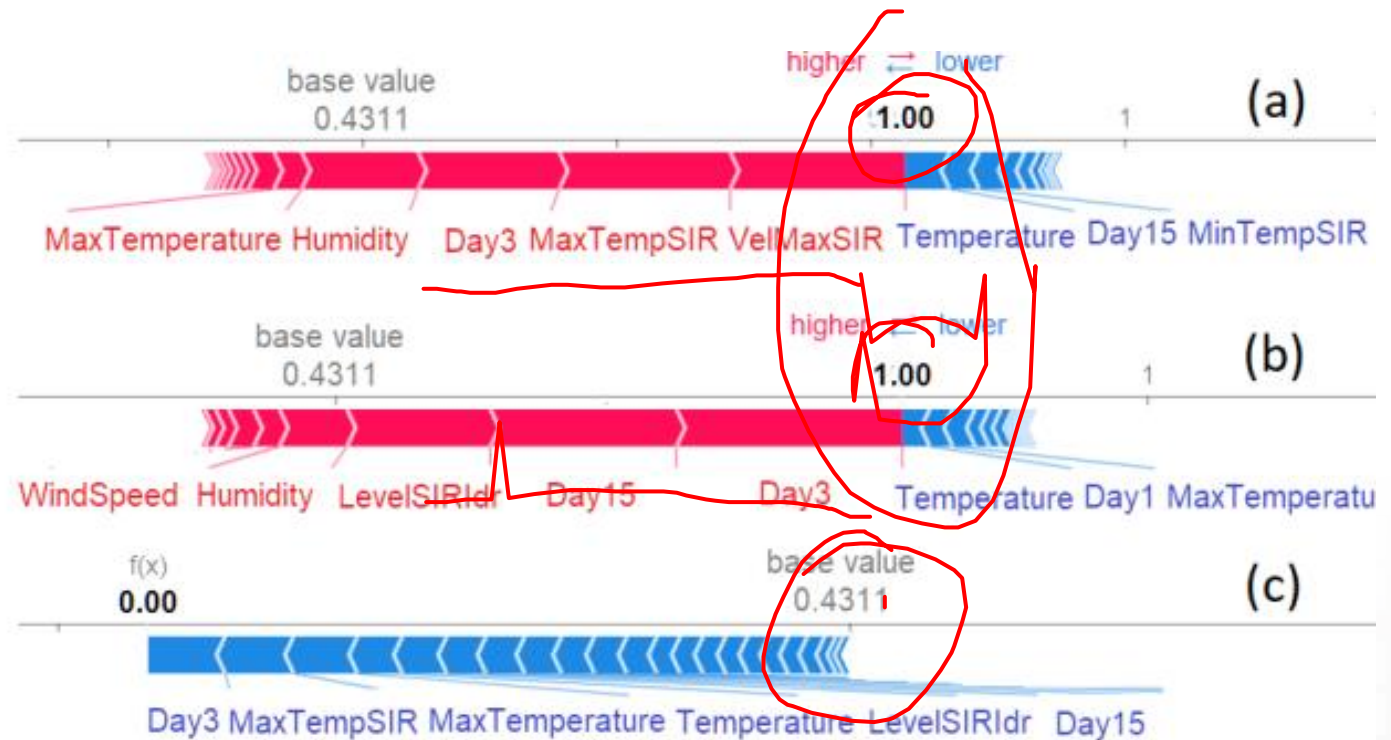 higher ⇄ lower
base value
0.4311 1.00 1 (a)
MaxTemperature Humidity Day3 MaxTempSIR VelMaxSIR Temperature Day15 MinTempSIR
higher ⇄ lower
base value
0.4311 1.00 1 (b)
WindSpeed Humidity LevelSIRIdr Day15 Day3 Temperature Day1 MaxTemperatu
f(x) base value
0.00 0.4311 (c)
Day3 MaxTempSIR MaxTemperature Temperature LevelSIRIdr Day15